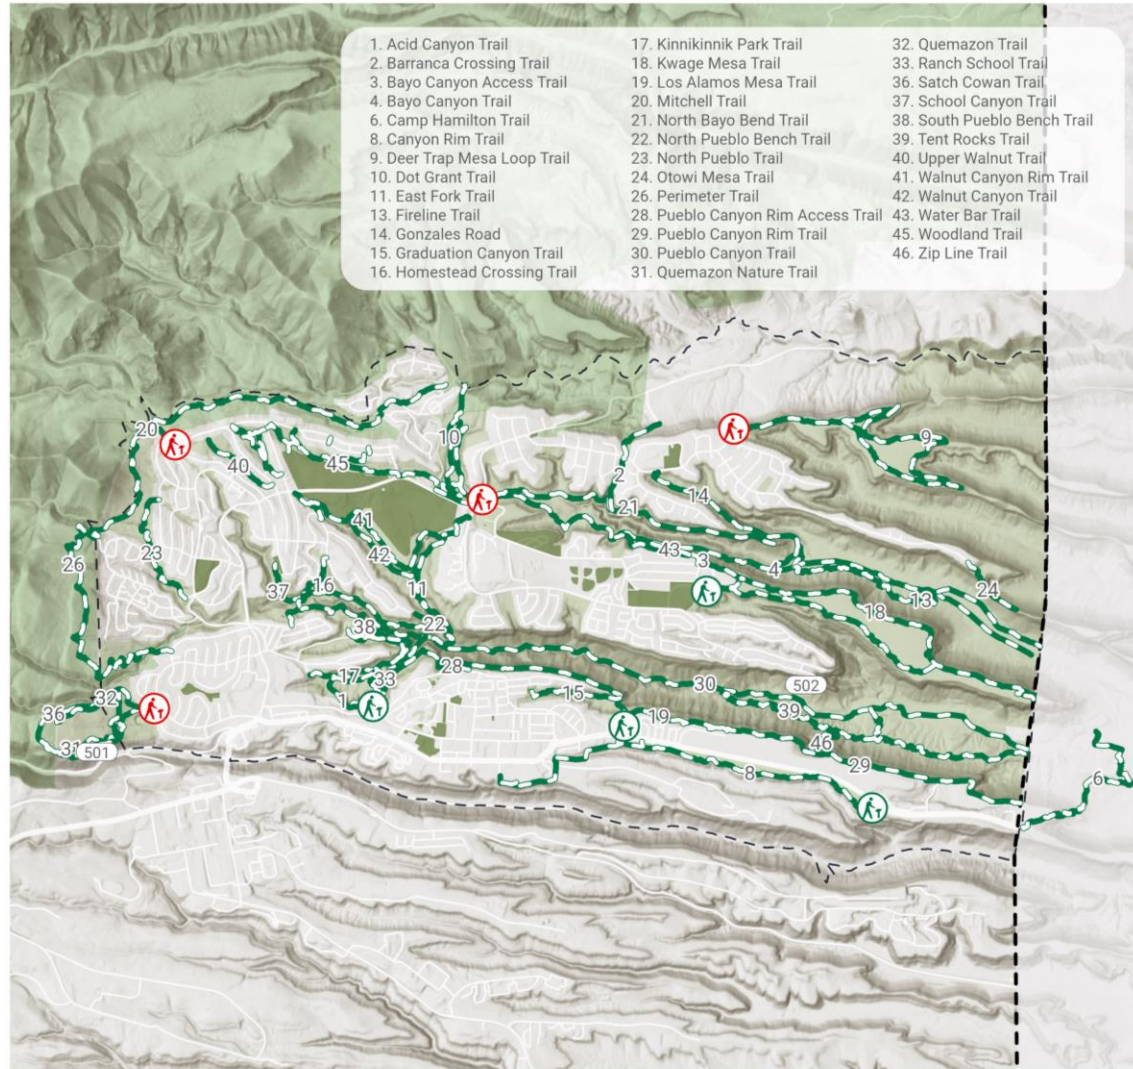 1. Acid Canyon Trail
2. Barranca Crossing Trail
3. Bayo Canyon Access Trail
4. Bayo Canyon Trail
6. Camp Hamilton Trail
8. Canyon Rim Trail
9. Deer Trap Mesa Loop Trail
10. Dot Grant Trail
11. East Fork Trail
13. Fireline Trail
14. Gonzales Road
15. Graduation Canyon Trail
16. Homestead Crossing Trail
17. Kinnikinnik Park Trail
18. Kwage Mesa Trail
19. Los Alamos Mesa Trail
20. Mitchell Trail
21. North Bayo Bend Trail
22. North Pueblo Bench Trail
23. North Pueblo Trail
24. Otowi Mesa Trail
26. Perimeter Trail
28. Pueblo Canyon Rim Access Trail
29. Pueblo Canyon Rim Trail
30. Pueblo Canyon Trail
31. Quemazon Nature Trail
32. Quemazon Trail
33. Ranch School Trail
36. Satch Cowan Trail
37. School Canyon Trail
38. South Pueblo Bench Trail
39. Tent Rocks Trail
40. Upper Walnut Trail
41. Walnut Canyon Rim Trail
42. Walnut Canyon Trail
43. Water Bar Trail
45. Woodland Trail
46. Zip Line Trail
20
10
9
45
40
2
14
21
41
43
23
42
3
26
4
37
16
11
24
13
18
38
22
28
17
33
30
502
32
1
15
36
39
19
31
501
46
29
8
6